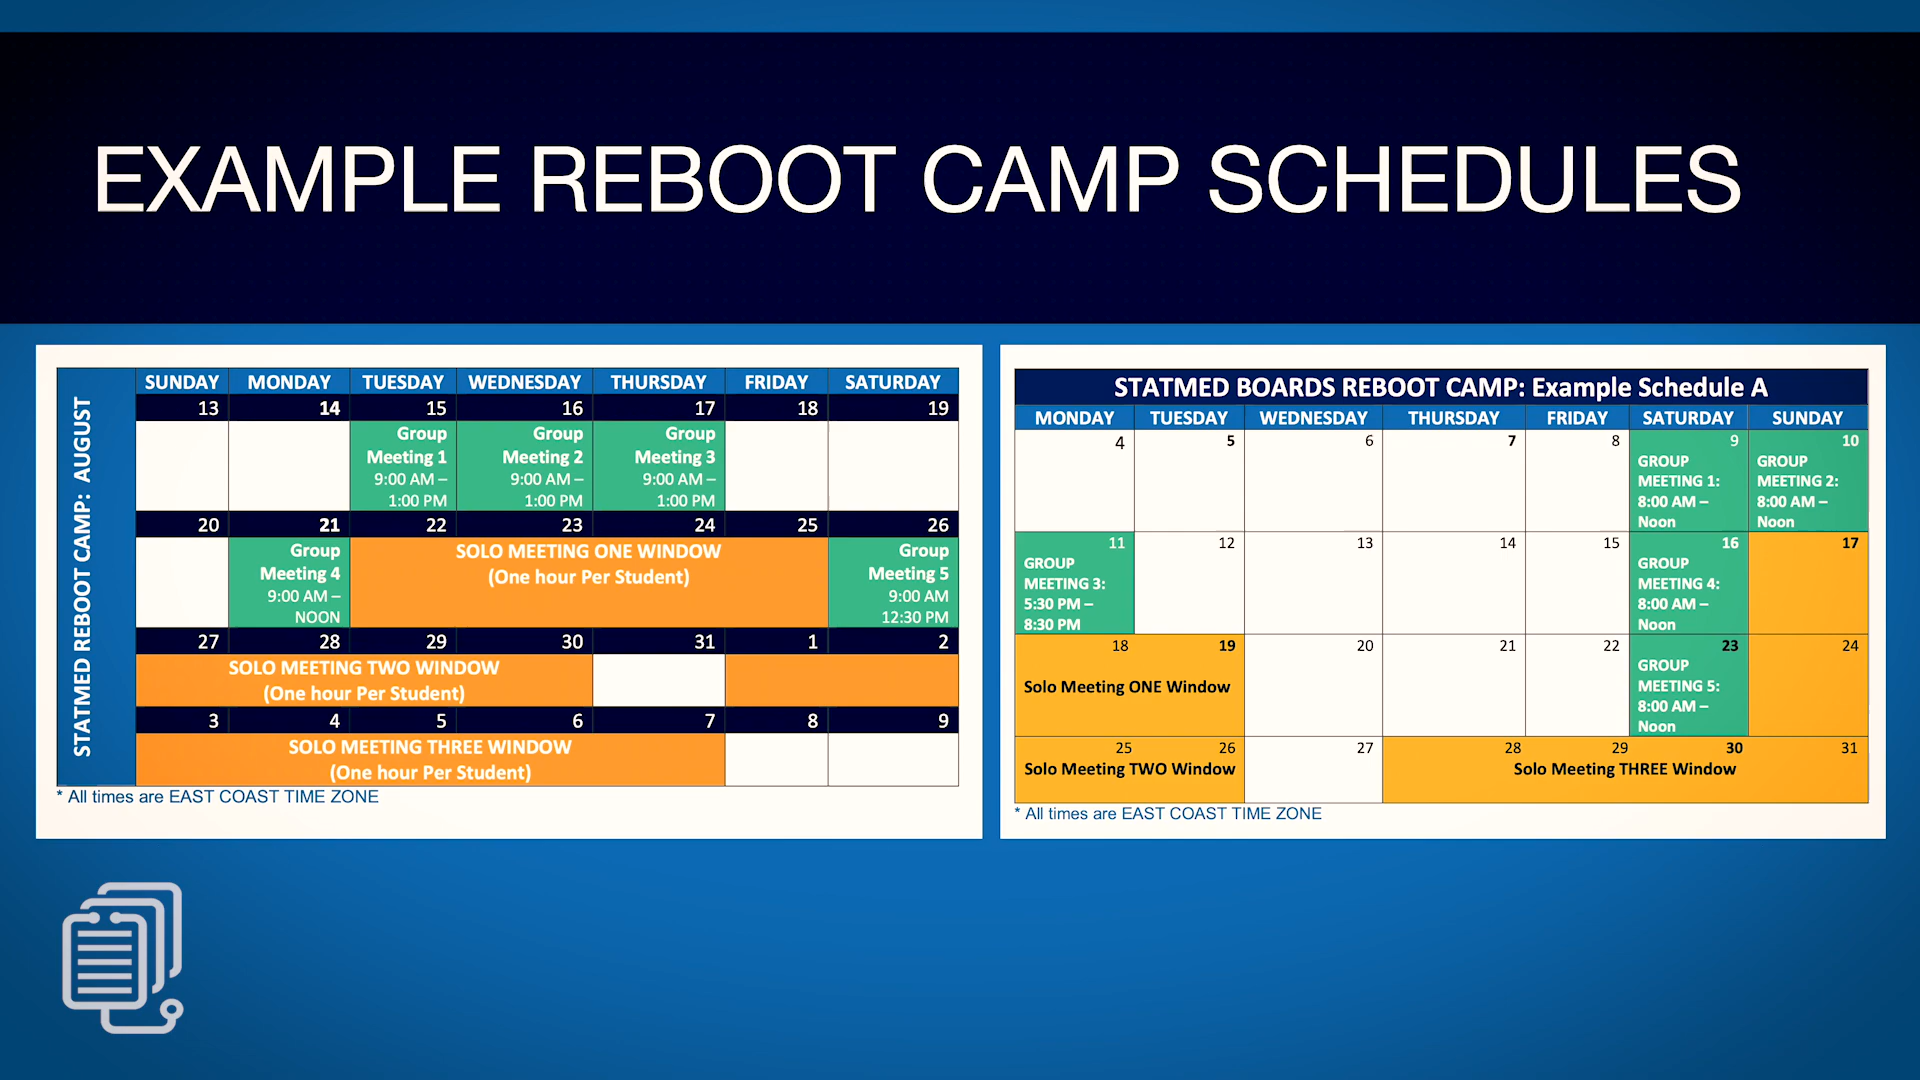 EXAMPLE REBOOT CAMP SCHEDULES
STATMED REBOOT CAMP: AUGUST
SUNDAY MONDAY TUESDAY WEDNESDAY THURSDAY FRIDAY SATURDAY
13 14 15 16 17 18 19
Group Group Group
Meeting 1 Meeting 2 Meeting 3
9:00 AM – 9:00 AM – 9:00 AM –
1:00 PM 1:00 PM 1:00 PM
20 21 22 23 24 25 26
Group SOLO MEETING ONE WINDOW Group
Meeting 4 (One hour Per Student) Meeting 5
9:00 AM – 9:00 AM
NOON 12:30 PM
27 28 29 30 31 1 2
SOLO MEETING TWO WINDOW
(One hour Per Student)
3 4 5 6 7 8 9
SOLO MEETING THREE WINDOW
(One hour Per Student)
* All times are EAST COAST TIME ZONE
STATMED BOARDS REBOOT CAMP: Example Schedule A
MONDAY TUESDAY WEDNESDAY THURSDAY FRIDAY SATURDAY SUNDAY
4 5 6 7 8 9 10
GROUP GROUP
MEETING 1: MEETING 2:
8:00 AM – 8:00 AM –
Noon Noon
11 12 13 14 15 16 17
GROUP GROUP
MEETING 3: MEETING 4:
5:30 PM – 8:00 AM –
8:30 PM Noon
18 19 20 21 22 23 24
GROUP
Solo Meeting ONE Window MEETING 5:
8:00 AM –
Noon
25 26 27 28 29 30 31
Solo Meeting TWO Window Solo Meeting THREE Window
* All times are EAST COAST TIME ZONE